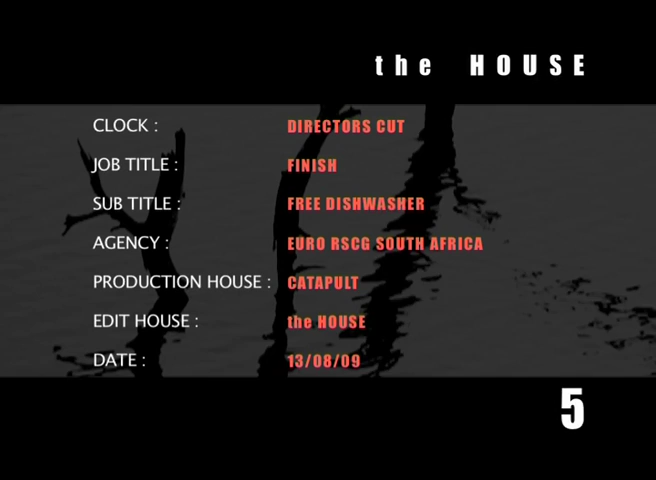 the HOUSE
CLOCK : DIRECTORS CUT
JOB TITLE : FINISH
SUB TITLE : FREE DISHWASHER
AGENCY : EURO RSCG SOUTH AFRICA
PRODUCTION HOUSE : CATAPULT
EDIT HOUSE : the HOUSE
DATE : 13/08/09
5